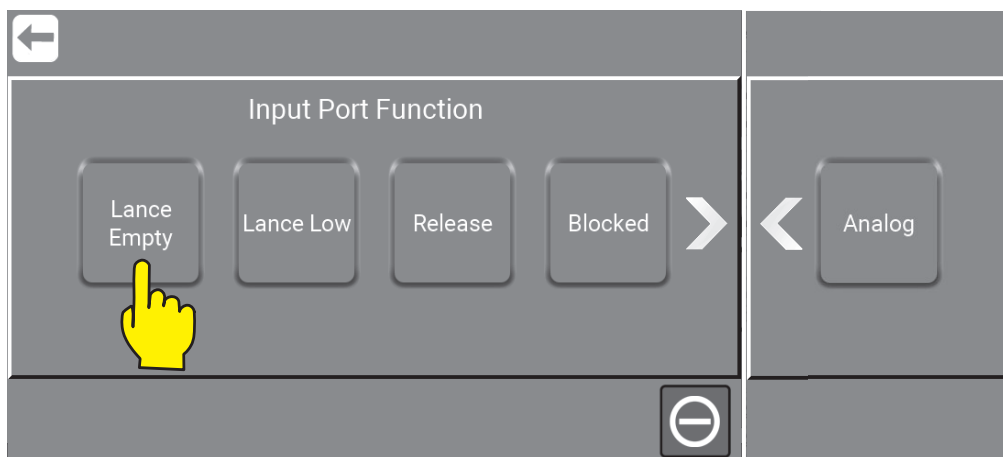 Input Port Function
Lance
Empty
Lance Low
Release
Blocked
Analog